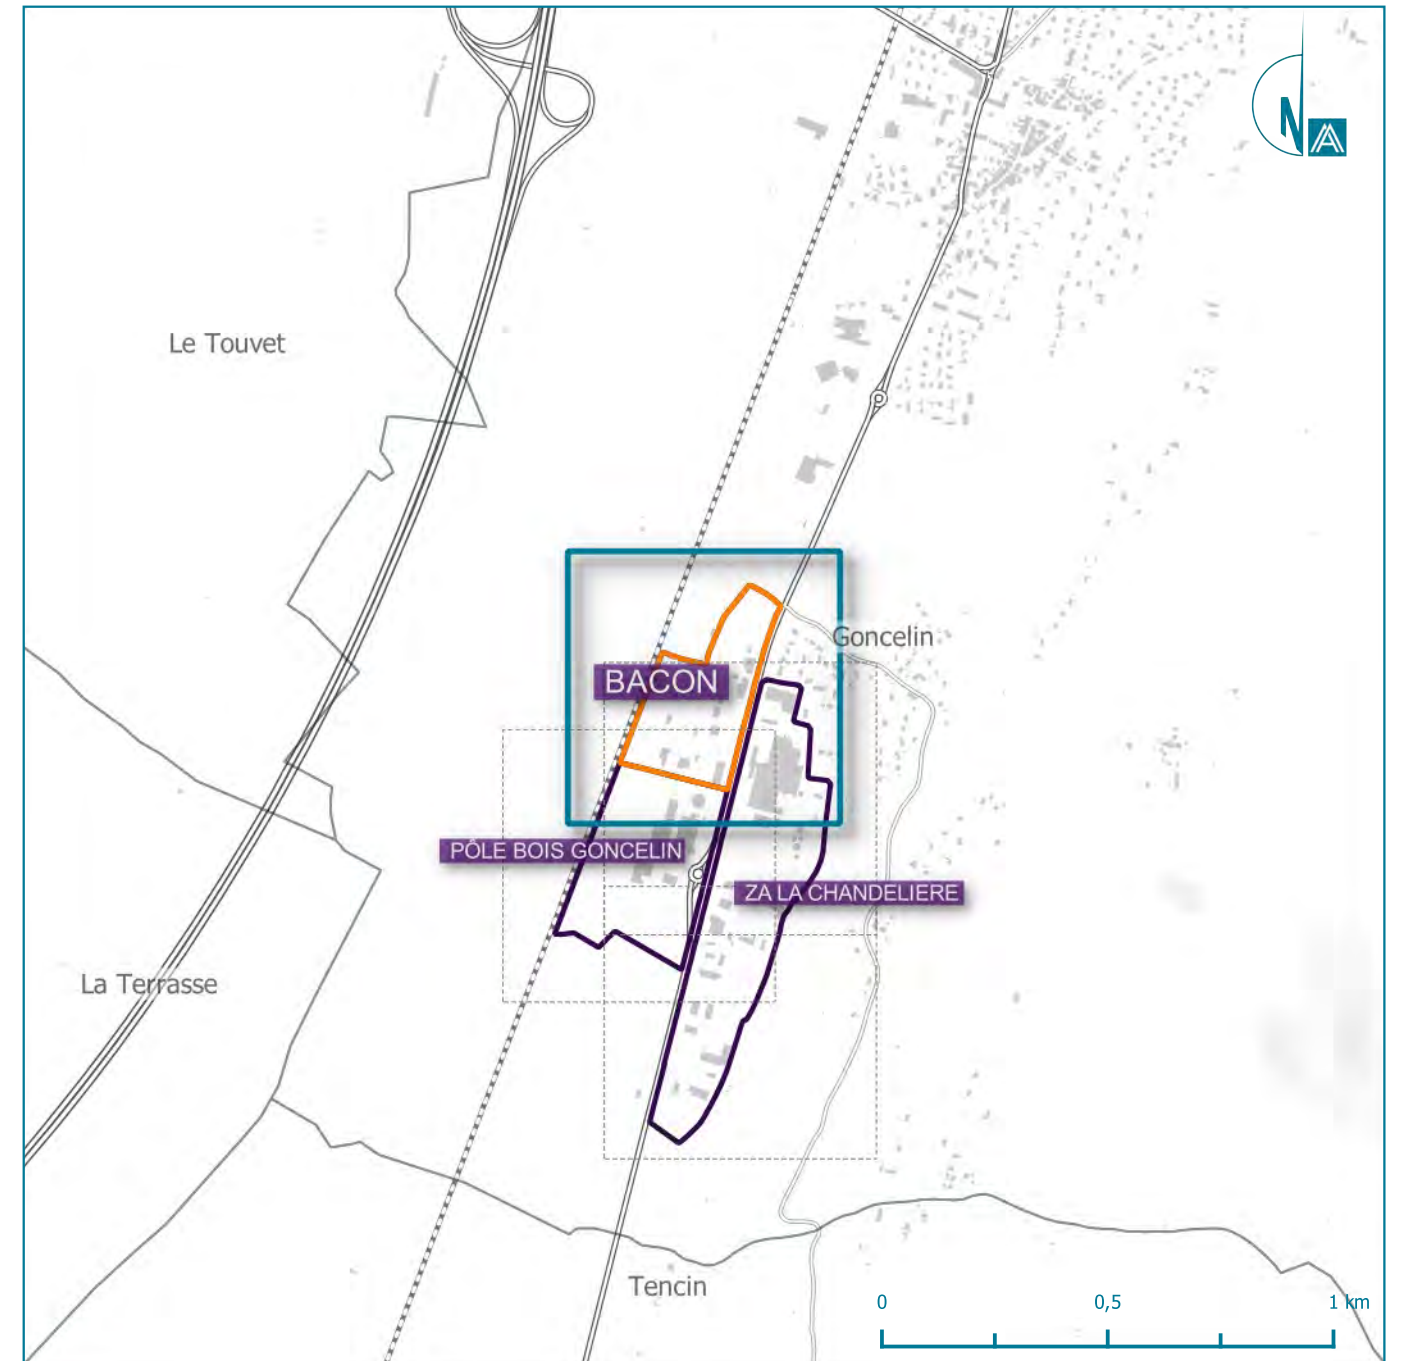 N
Le Touvet
Goncelin
BACON
PÔLE BOIS GONCELIN
ZA LA CHANDELIERE
La Terrasse
Tencin
0 0,5 1 km